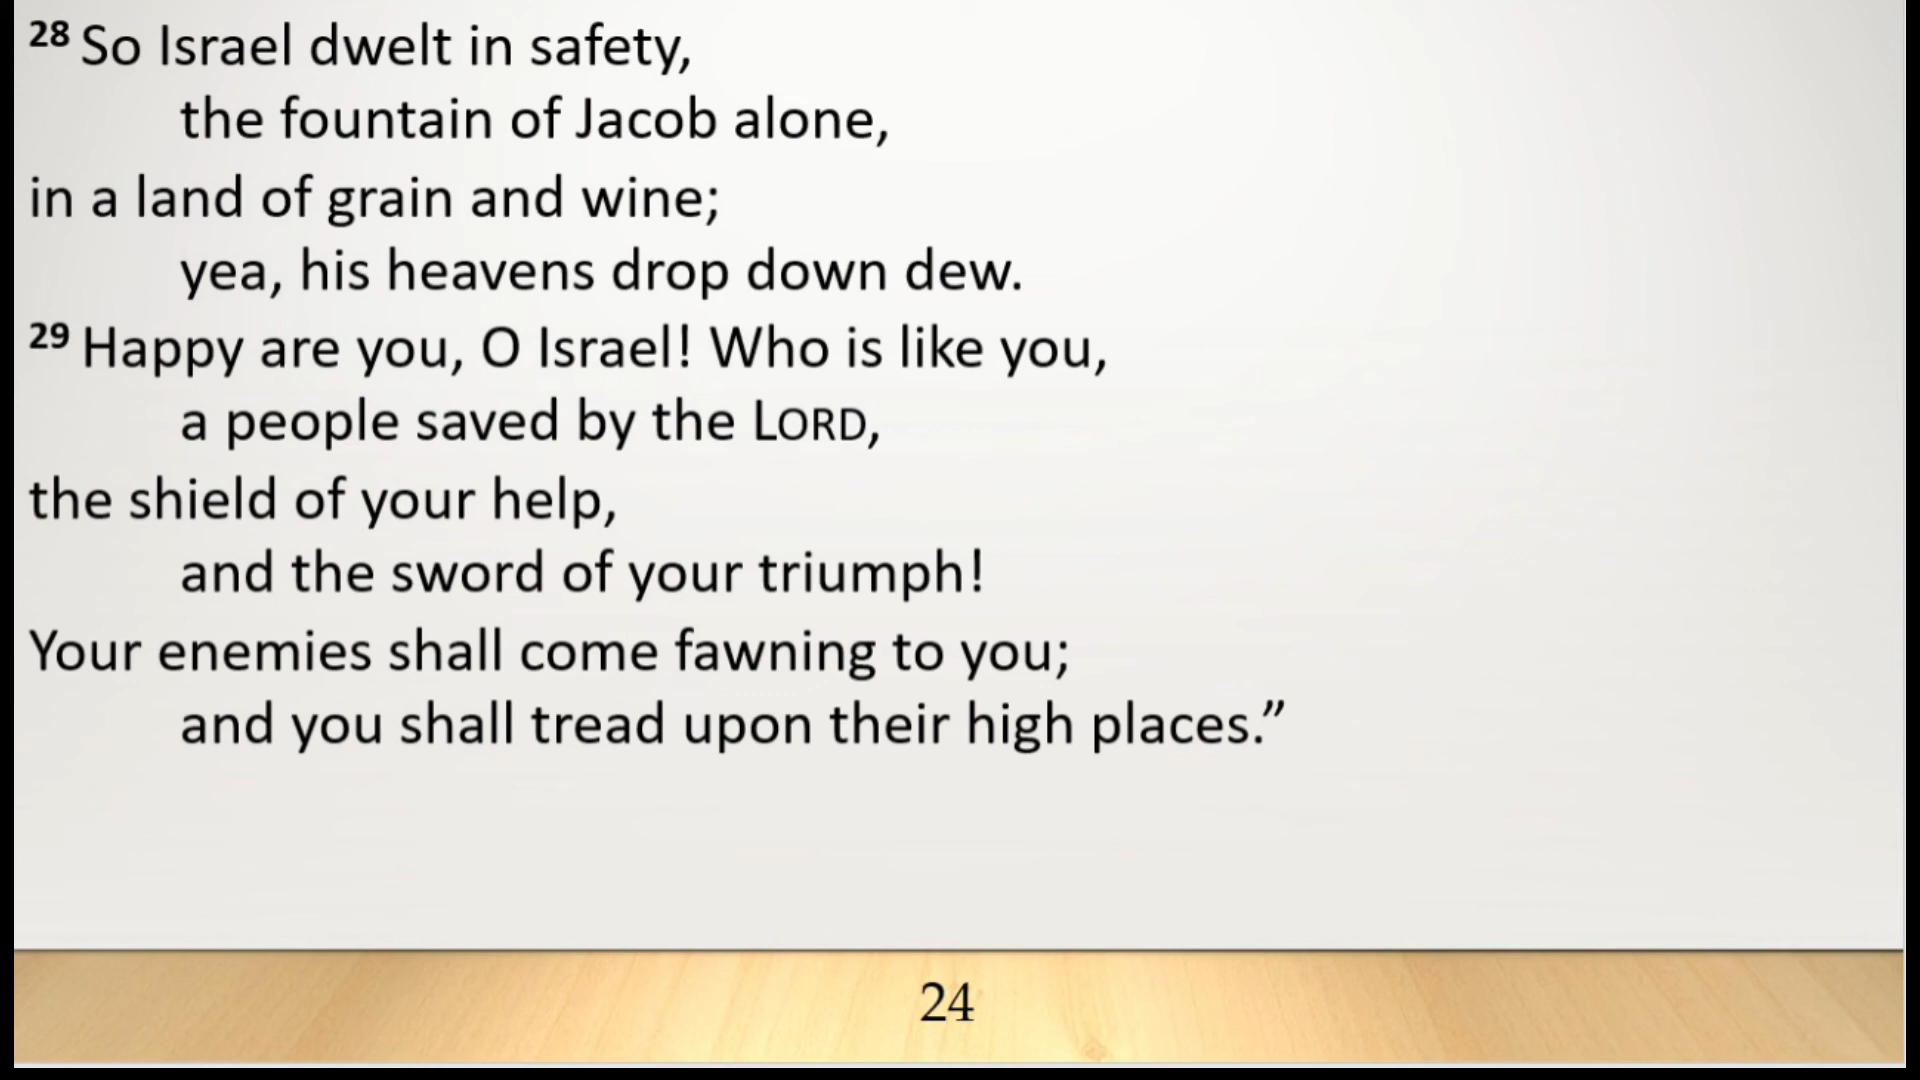 28 So Israel dwelt in safety,
the fountain of Jacob alone,
in a land of grain and wine;
yea, his heavens drop down dew.
29 Happy are you, O Israel! Who is like you,
a people saved by the LORD,
the shield of your help,
and the sword of your triumph!
Your enemies shall come fawning to you;
and you shall tread upon their high places.”
24